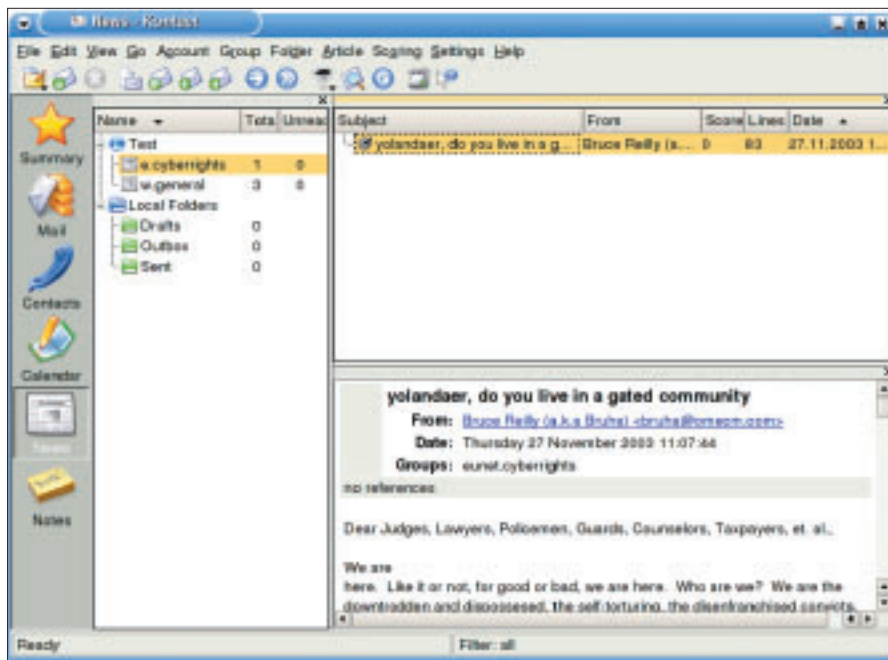 News - Kontact
File Edit View Go Account Group Folder Article Scoring Settings Help
Name Tota Unread
Subject From Score Lines Date
Test
e.cyberrights 1 0
w.general 3 0
Local Folders
Drafts 0
Outbox 0
Sent 0
yolandaer, do you live in a g... Bruce Reilly (a.... 0 83 27.11.2003 1...
Summary
Mail
Contacts
Calendar
News
Notes
yolandaer, do you live in a gated community
From: Bruce Reilly (a.k.a Bruha)
Date: Thursday 27 November 2003 11:07:44
Groups: eunet.cyberrights
no references
Dear Judges, Lawyers, Policemen, Guards, Counselors, Taxpayers, et. al.,
We are
here. Like it or not, for good or bad, we are here. Who are we? We are the
downtrodden and dispossesed, the self-torturing, the disenfranchised convicts,
Ready Filter: all